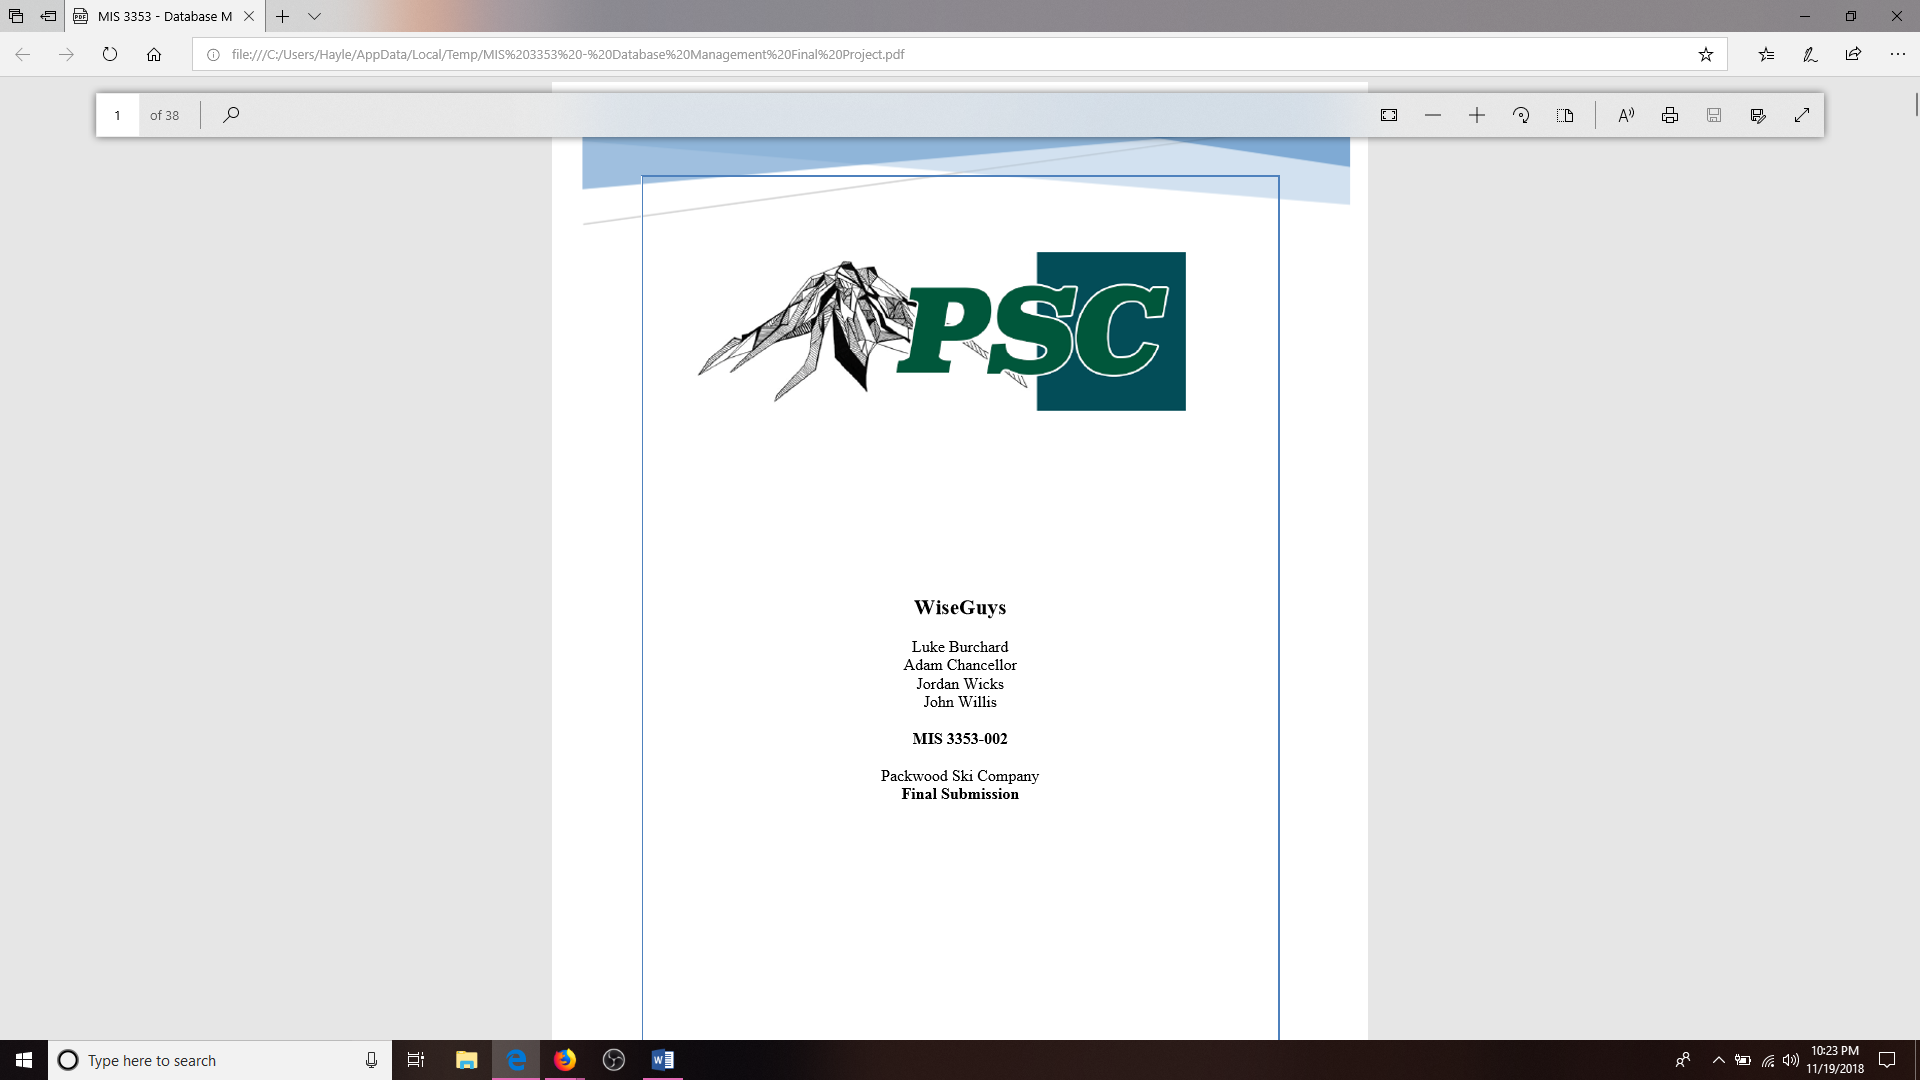 MIS 3353 - Database M
file:///C:/Users/Hayle/AppData/Local/Temp/MIS%203353%20-%20Database%20Management%20Final%20Project.pdf
1 of 38
PSC
WiseGuys
Luke Burchard
Adam Chancellor
Jordan Wicks
John Willis
MIS 3353-002
Packwood Ski Company
Final Submission
Type here to search
10:23 PM
11/19/2018